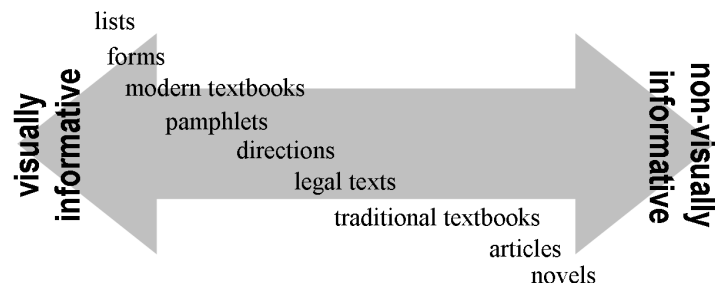 lists
forms
modern textbooks
pamphlets
directions
legal texts
traditional textbooks
articles
novels
visually
informative
non-visually
informative